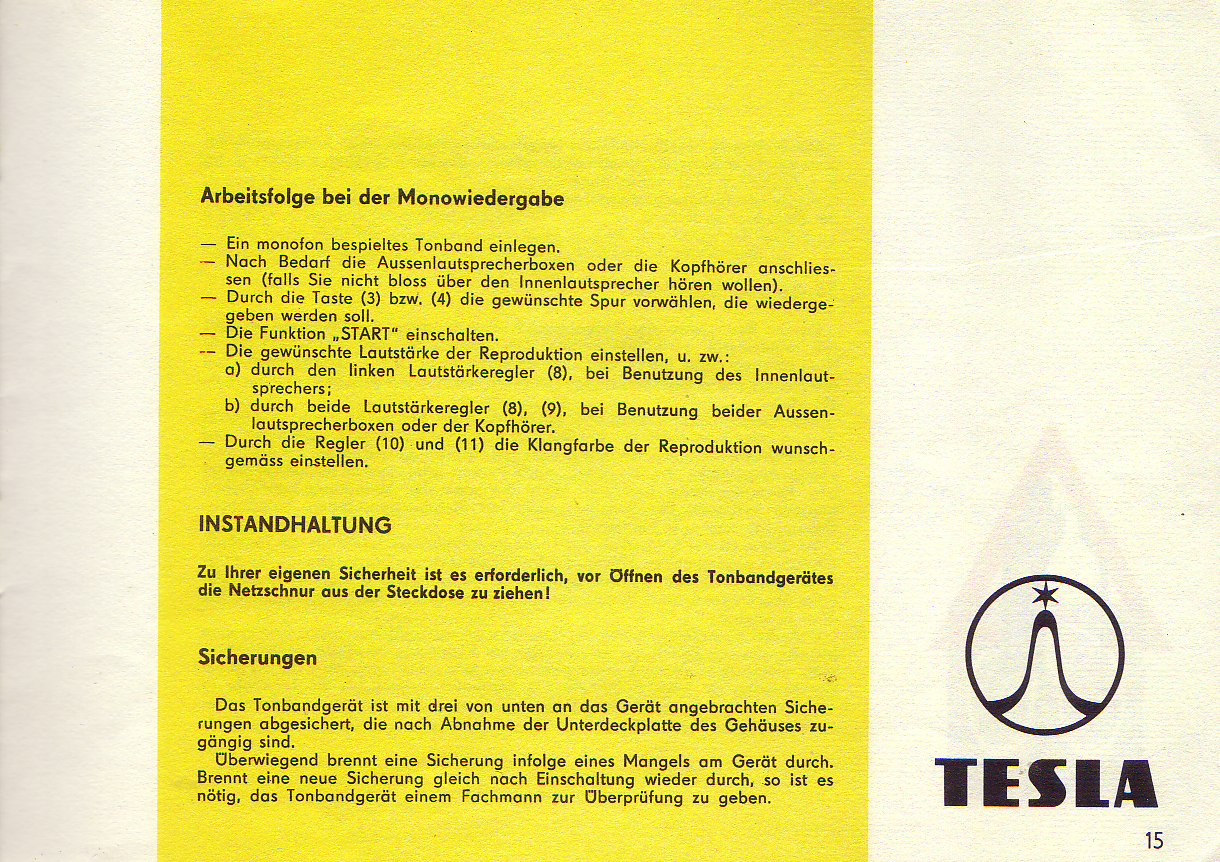 Arbeitsfolge bei der Monowiedergabe
— Ein monofon bespieltes Tonband einlegen.
— Nach Bedarf die Aussenlautsprecherboxen oder die Kopfhörer anschlies-
sen (falls Sie nicht bloss über den Innenlautsprecher hören wollen).
— Durch die Taste (3) bzw. (4) die gewünschte Spur vorwählen, die wiederge-
geben werden soll.
— Die Funktion „START" einschalten.
— Die gewünschte Lautstärke der Reproduktion einstellen, u. zw.:
a) durch den linken Lautstärkeregler (8), bei Benutzung des Innenlaut-
sprechers;
b) durch beide Lautstärkeregler (8), (9), bei Benutzung beider Aussen-
lautsprecherboxen oder der Kopfhörer.
— Durch die Regler (10) und (11) die Klangfarbe der Reproduktion wunsch-
gemäss einstellen.
INSTANDHALTUNG
Zu Ihrer eigenen Sicherheit ist es erforderlich, vor Öffnen des Tonbandgerätes
die Netzschnur aus der Steckdose zu ziehen!
Sicherungen
Das Tonbandgerät ist mit drei von unten an das Gerät angebrachten Siche-
rungen abgesichert, die nach Abnahme der Unterdeckplatte des Gehäuses zu-
gängig sind.
Überwiegend brennt eine Sicherung infolge eines Mangels am Gerät durch.
Brennt eine neue Sicherung gleich nach Einschaltung wieder durch, so ist es
nötig, das Tonbandgerät einem Fachmann zur Überprüfung zu geben.
TESLA
15